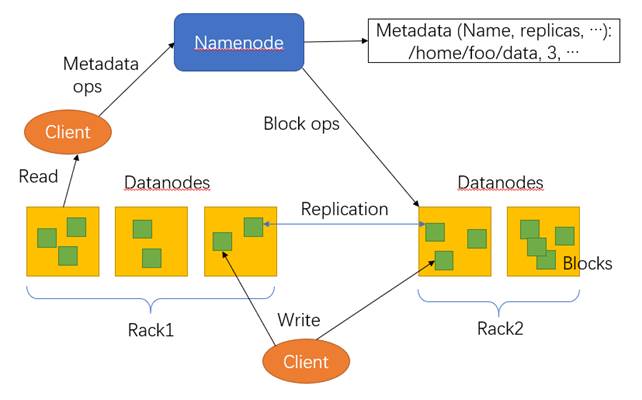 Namenode
Metadata (Name, replicas, ···):
/home/foo/data, 3, ···
Metadata
ops
Client
Block ops
Read
Datanodes
Datanodes
Replication
Blocks
Rack1
Write
Rack2
Client